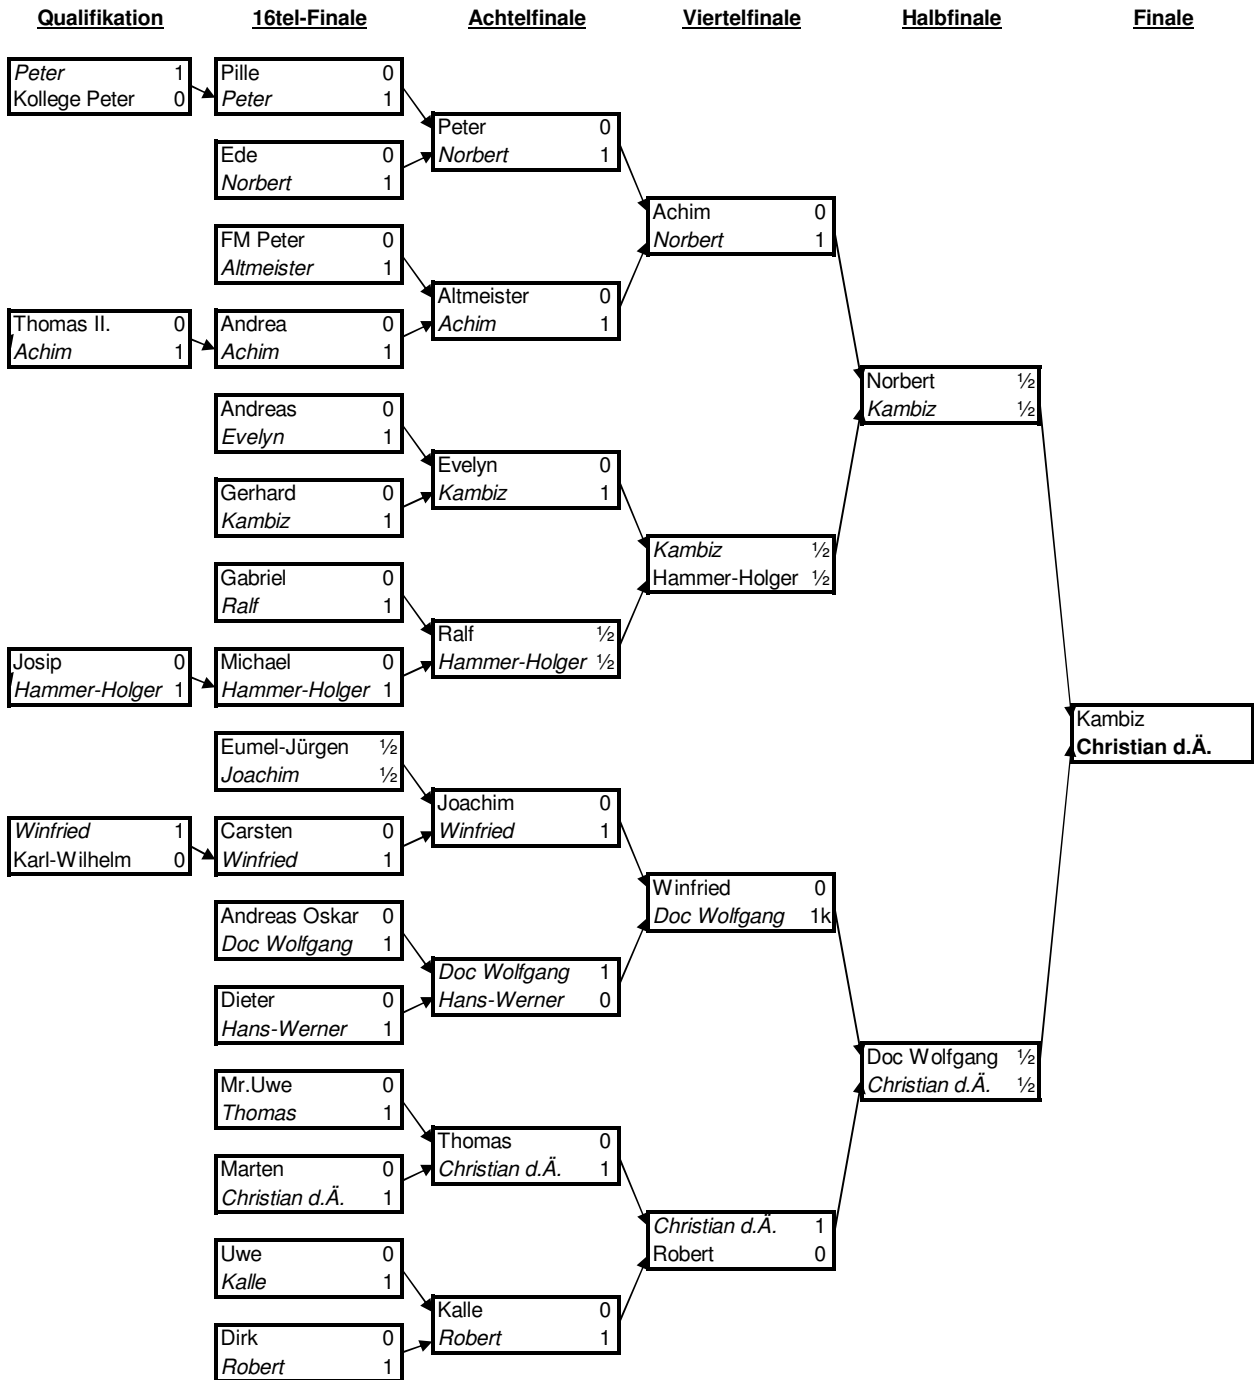 Qualifikation 16tel-Finale Achtelfinale Viertelfinale Halbfinale Finale
Peter 1
Kollege Peter 0
Thomas II. 0
Achim 1
Josip 0
Hammer-Holger 1
Winfried 1
Karl-Wilhelm 0
Pille 0
Peter 1
Ede 0
Norbert 1
FM Peter 0
Altmeister 1
Andrea 0
Achim 1
Andreas 0
Evelyn 1
Gerhard 0
Kambiz 1
Gabriel 0
Ralf 1
Michael 0
Hammer-Holger 1
Eumel-Jürgen ½
Joachim ½
Carsten 0
Winfried 1
Andreas Oskar 0
Doc Wolfgang 1
Dieter 0
Hans-Werner 1
Mr.Uwe 0
Thomas 1
Marten 0
Christian d.Ä. 1
Uwe 0
Kalle 1
Dirk 0
Robert 1
Peter 0
Norbert 1
Altmeister 0
Achim 1
Evelyn 0
Kambiz 1
Ralf ½
Hammer-Holger ½
Joachim 0
Winfried 1
Doc Wolfgang 1
Hans-Werner 0
Thomas 0
Christian d.Ä. 1
Kalle 0
Robert 1
Achim 0
Norbert 1
Kambiz ½
Hammer-Holger ½
Winfried 0
Doc Wolfgang 1k
Christian d.Ä. 1
Robert 0
Norbert ½
Kambiz ½
Doc Wolfgang ½
Christian d.Ä. ½
Kambiz
Christian d.Ä.